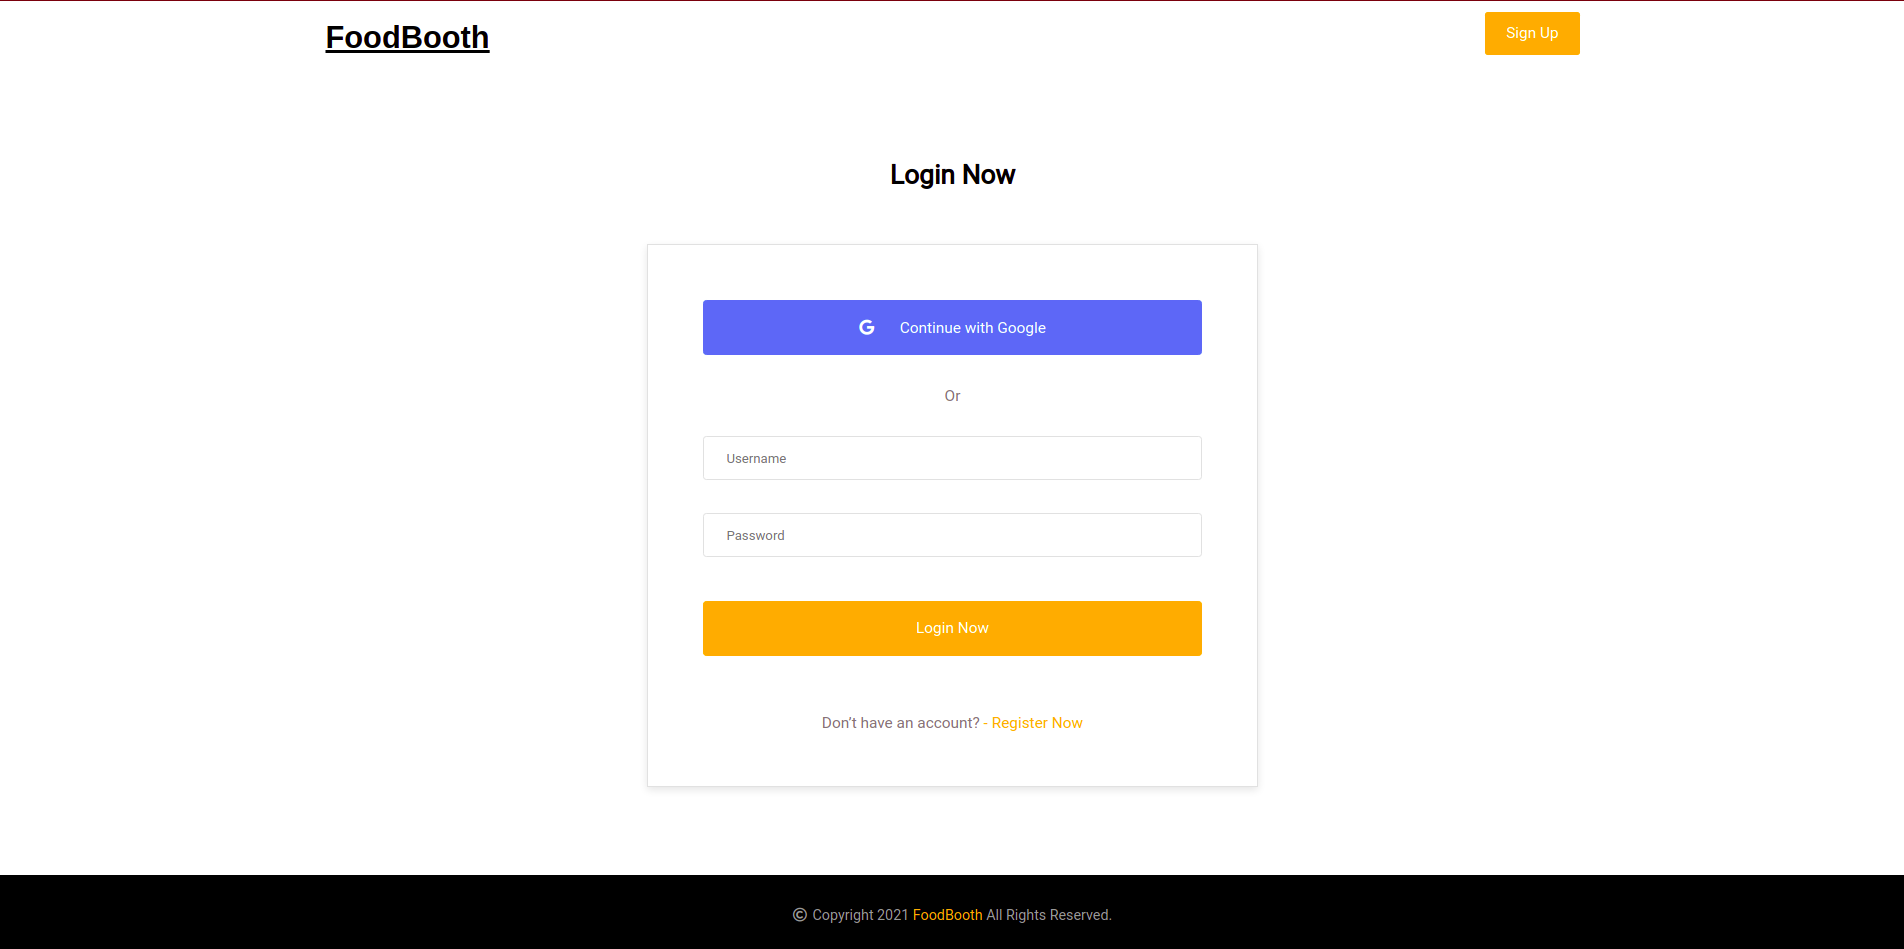 FoodBooth
Sign Up
Login Now
Continue with Google
Or
Username
Password
Login Now
Don’t have an account? - Register Now
© Copyright 2021 FoodBooth All Rights Reserved.